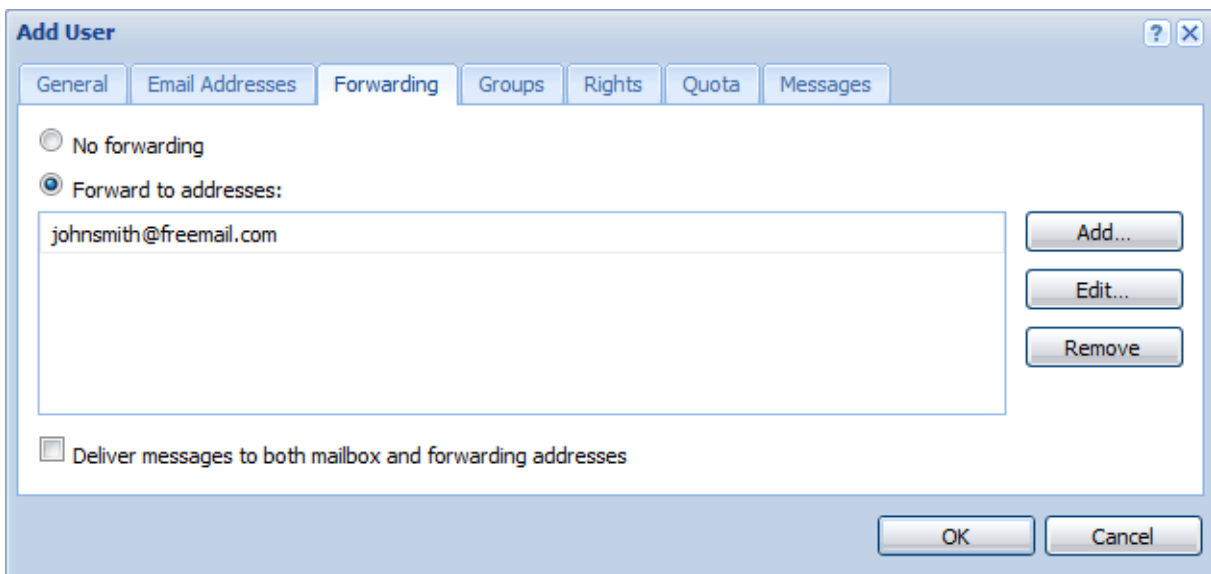 Add User
General Email Addresses Forwarding Groups Rights Quota Messages
No forwarding
Forward to addresses:
johnsmith@freemail.com
Add...
Edit...
Remove
Deliver messages to both mailbox and forwarding addresses
OK Cancel